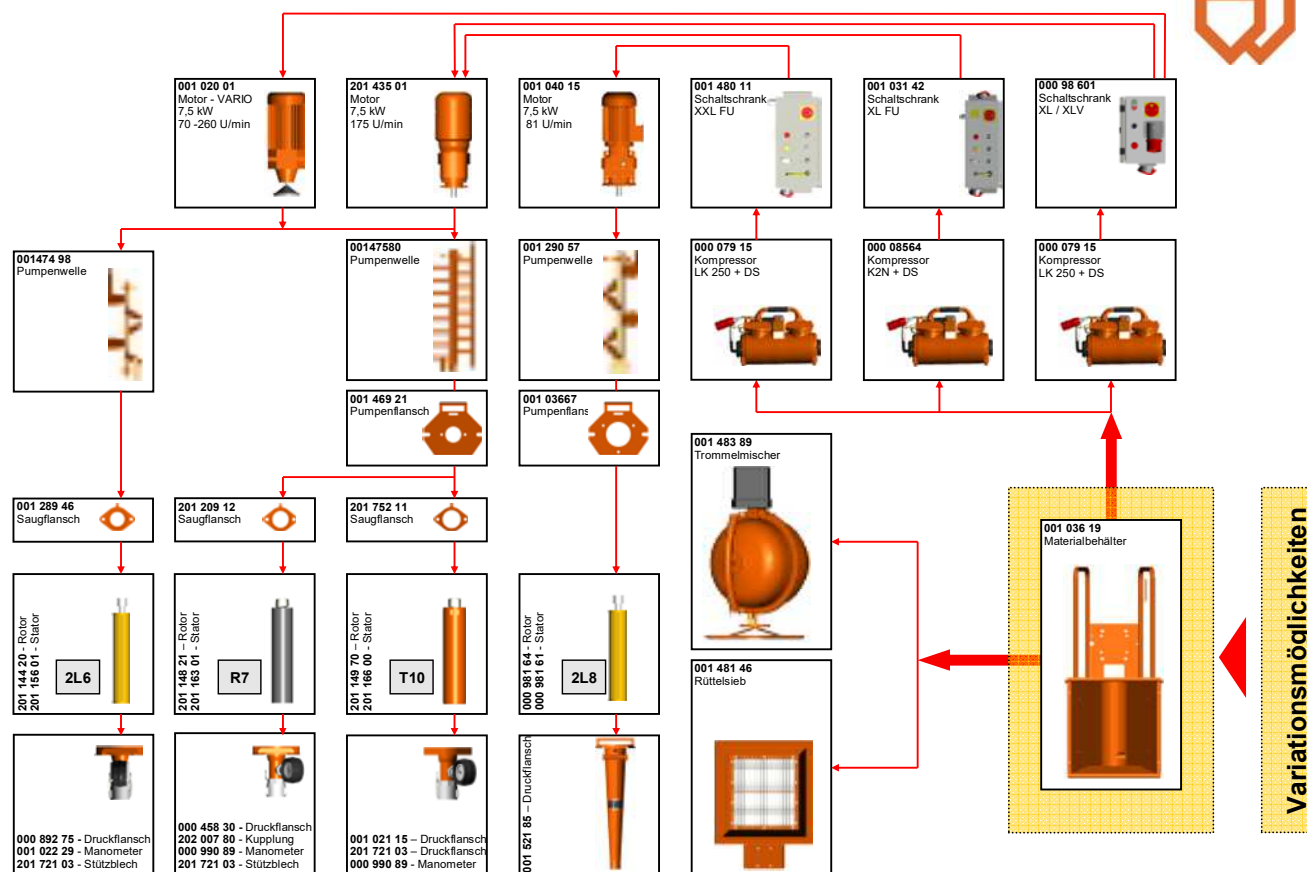 001 020 01
Motor - VARIO
7,5 kW
70 -260 U/min
201 435 01
Motor
7,5 kW
175 U/min
001 040 15
Motor
7,5 kW
81 U/min
001 480 11
Schaltschrank
XXL FU
001 031 42
Schaltschrank
XL FU
000 98 601
Schaltschrank
XL / XLV
001474 98
Pumpenwelle
00147580
Pumpenwelle
001 290 57
Pumpenwelle
000 079 15
Kompressor
LK 250 + DS
000 08564
Kompressor
K2N + DS
000 079 15
Kompressor
LK 250 + DS
001 469 21
Pumpenflansch
001 03667
Pumpenflans
001 483 89
Trommelmischer
001 289 46
Saugflansch
201 209 12
Saugflansch
201 752 11
Saugflansch
001 036 19
Materialbehälter
Variationsmöglichkeiten
201 144 20 - Rotor
201 156 01 - Stator
2L6
201 148 21 – Rotor
201 163 01 - Stator
R7
201 149 70 – Rotor
201 166 00 - Stator
T10
000 981 64 - Rotor
000 981 61 - Stator
2L8
001 481 46
Rüttelsieb
000 892 75 - Druckflansch
001 022 29 - Manometer
201 721 03 - Stützblech
000 458 30 - Druckflansch
202 007 80 - Kupplung
000 990 89 - Manometer
201 721 03 - Stützblech
001 021 15 – Druckflansch
201 721 03 – Druckflansch
000 990 89 - Manometer
001 521 85 – Druckflansch